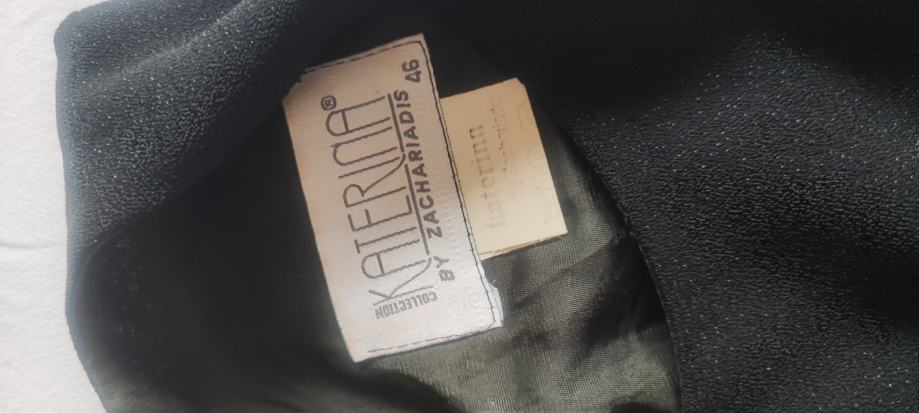 KATERINA®
COLLECTION BY ZACHARIADIS 46
katerina